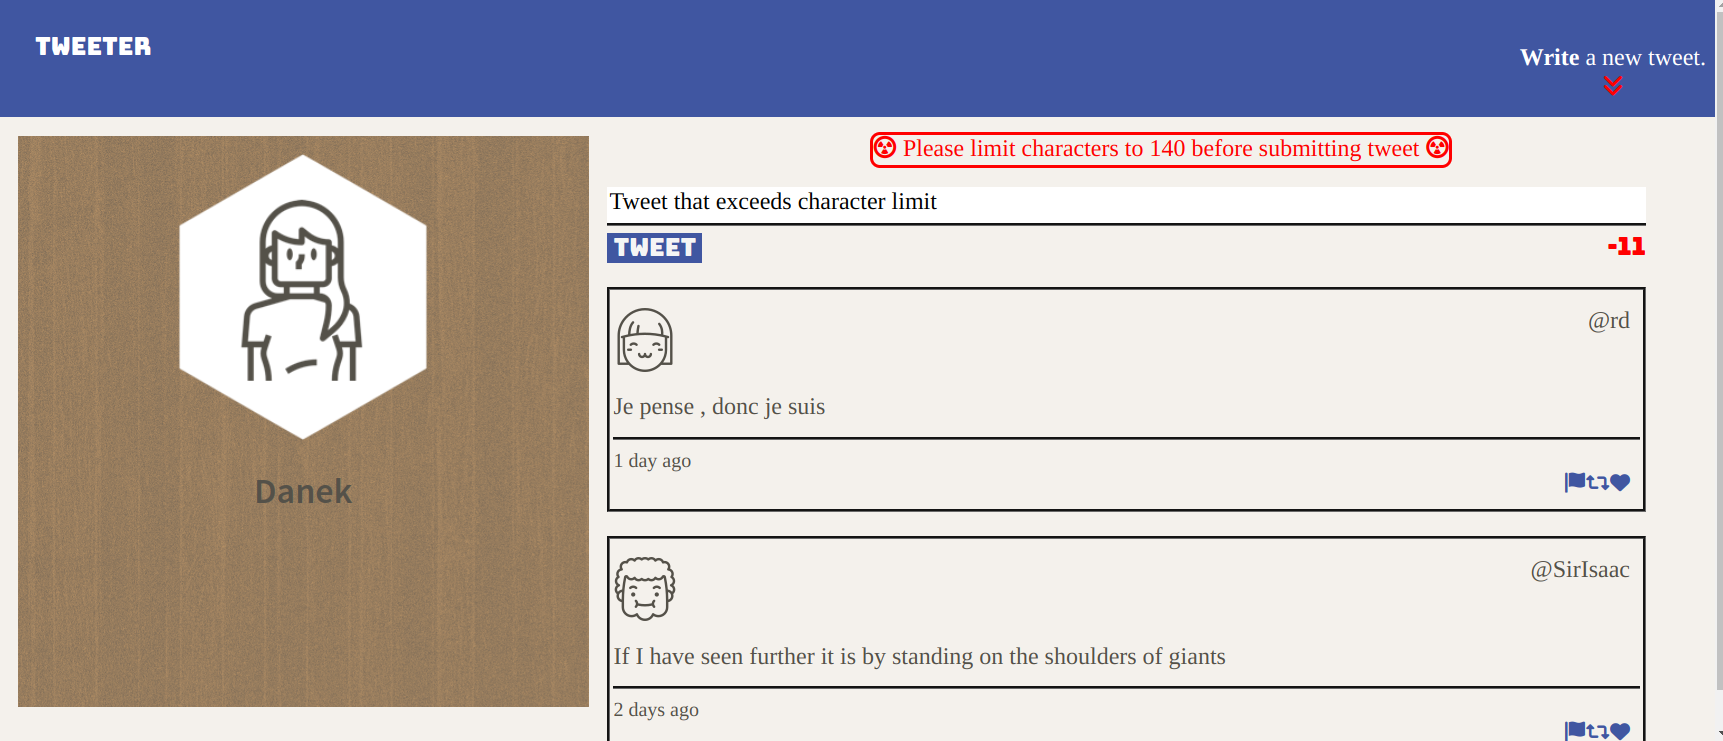 TWEETER
Write a new tweet.
Please limit characters to 140 before submitting tweet
Tweet that exceeds character limit
TWEET
-11
Danek
@rd
Je pense , donc je suis
1 day ago
@SirIsaac
If I have seen further it is by standing on the shoulders of giants
2 days ago